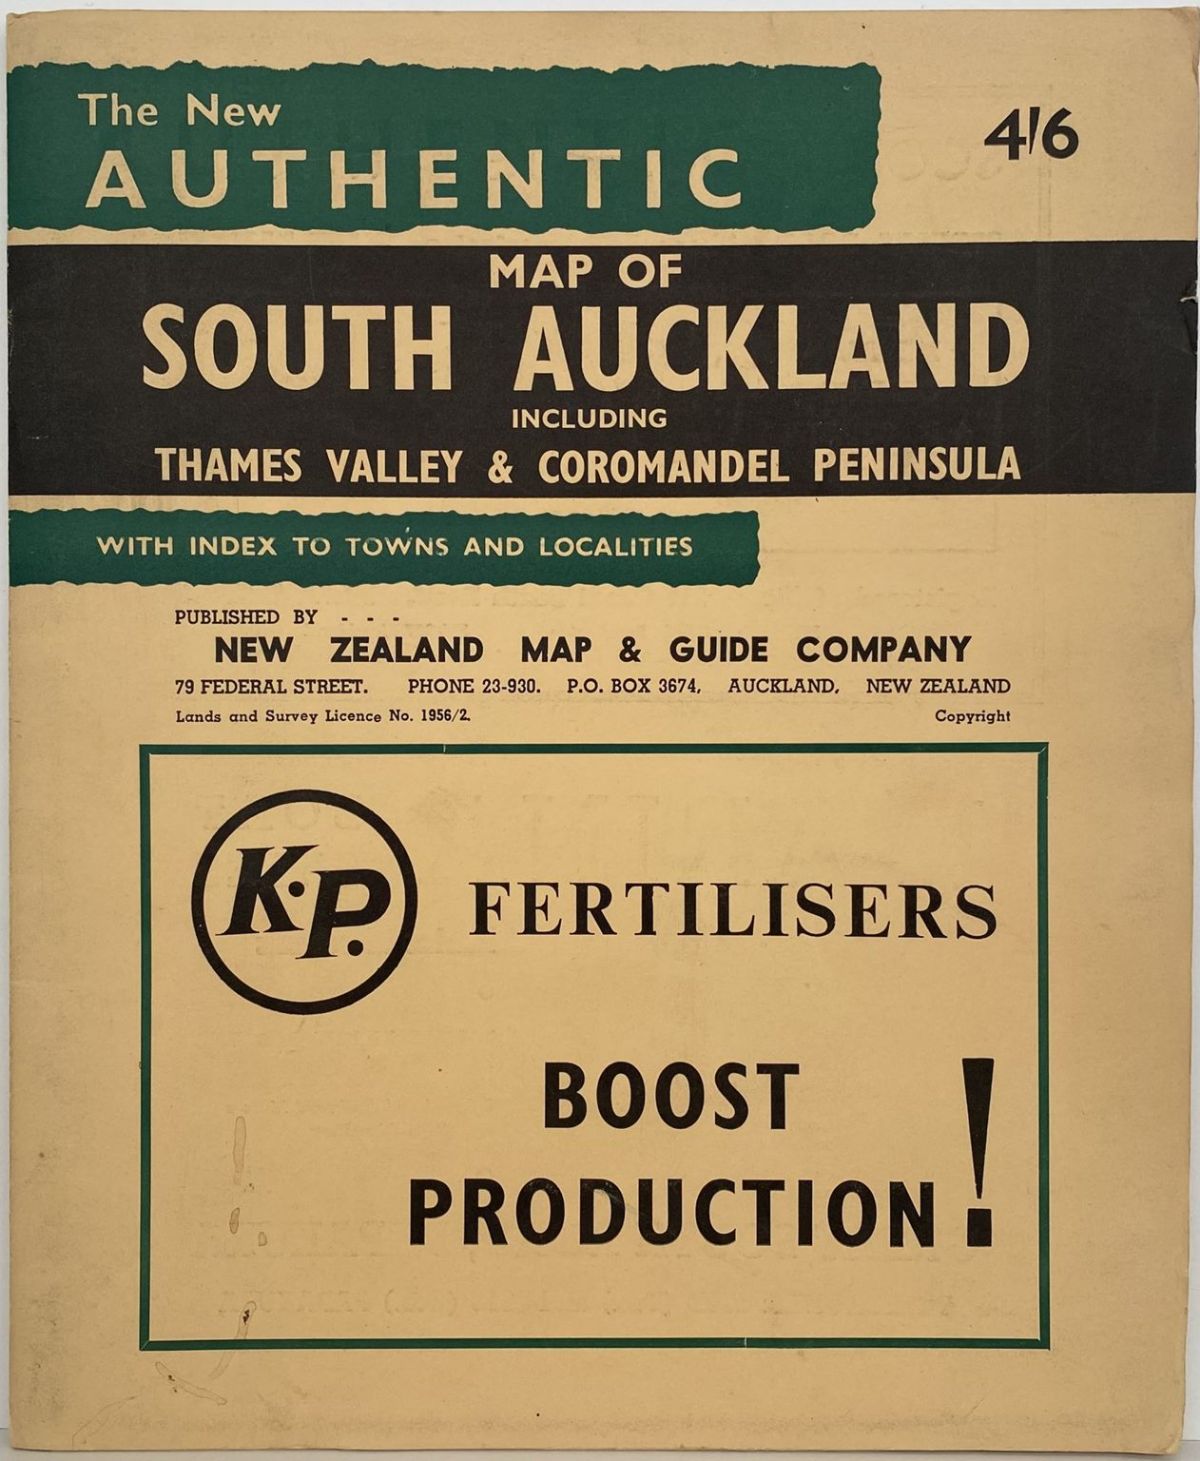 The New
AUTHENTIC
4/6
MAP OF
SOUTH AUCKLAND
INCLUDING
THAMES VALLEY & COROMANDEL PENINSULA
WITH INDEX TO TOWNS AND LOCALITIES
PUBLISHED BY - - -
NEW ZEALAND MAP & GUIDE COMPANY
79 FEDERAL STREET. PHONE 23-930. P.O. BOX 3674, AUCKLAND, NEW ZEALAND
Lands and Survey Licence No. 1956/2. Copyright
K.P. FERTILISERS
BOOST
PRODUCTION!